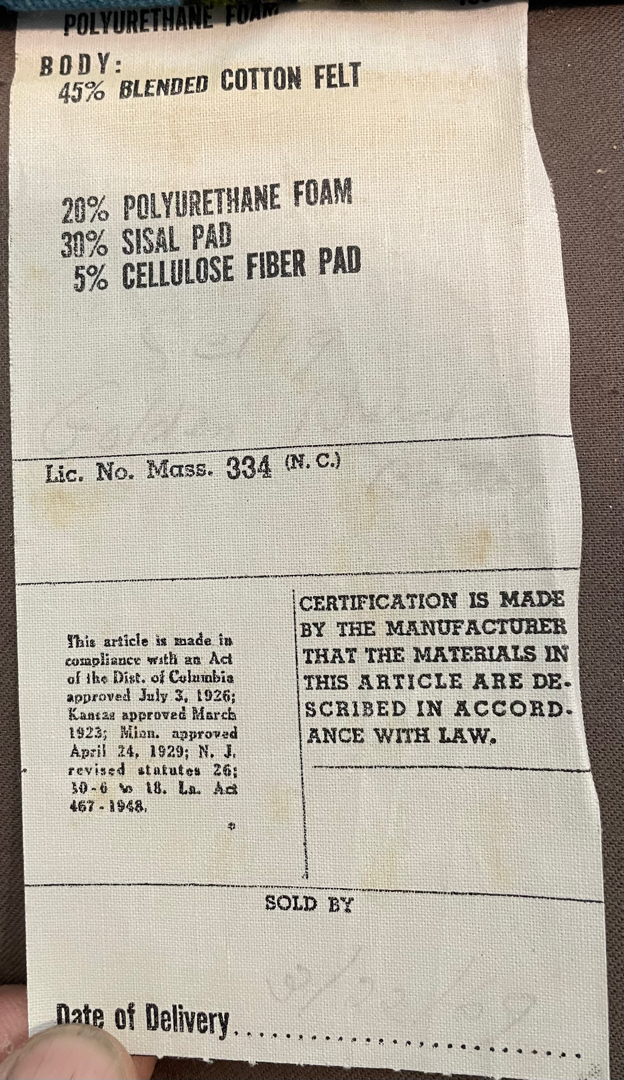 POLYURETHANE FOAM
BODY:
45% BLENDED COTTON FELT
20% POLYURETHANE FOAM
30% SISAL PAD
5% CELLULOSE FIBER PAD
Selig
Lic. No. Mass. 334 (N. C.)
This article is made in
compliance with an Act
of the Dist. of Columbia
approved July 3, 1926;
Kansas approved March
1923; Minn. approved
April 24, 1929; N. J.
revised statutes 26;
10-6 to 18. La. Act
467-1948.
CERTIFICATION IS MADE
BY THE MANUFACTURER
THAT THE MATERIALS IN
THIS ARTICLE ARE DE-
SCRIBED IN ACCORD-
ANCE WITH LAW.
SOLD BY
Date of Delivery